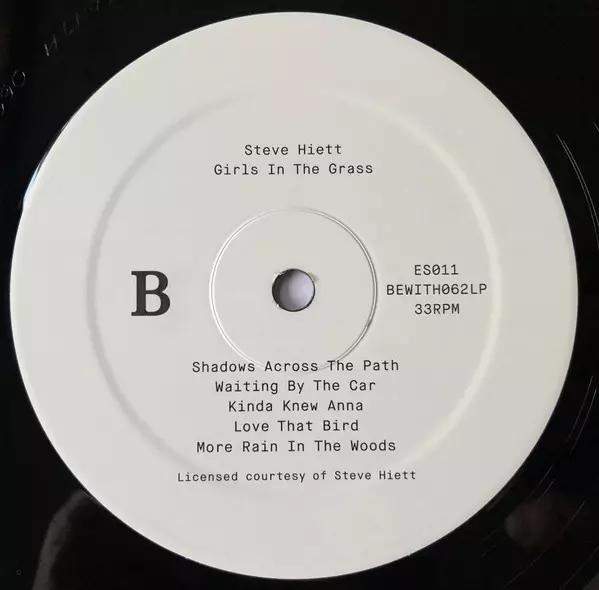 Steve Hiett
Girls In The Grass
B
ES011
BEWITH062LP
33RPM
Shadows Across The Path
Waiting By The Car
Kinda Knew Anna
Love That Bird
More Rain In The Woods
Licensed courtesy of Steve Hiett